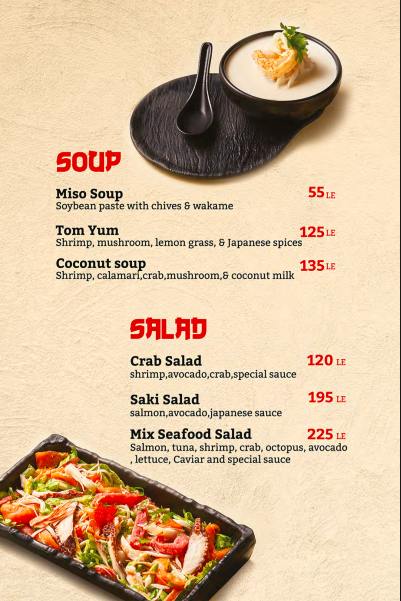 SOUP
Miso Soup 55 LE
Soybean paste with chives & wakame
Tom Yum 125 LE
Shrimp, mushroom, lemon grass, & Japanese spices
Coconut soup 135 LE
Shrimp, calamari,crab,mushroom,& coconut milk
SALAD
Crab Salad 120 LE
shrimp,avocado,crab,special sauce
Saki Salad 195 LE
salmon,avocado,japanese sauce
Mix Seafood Salad 225 LE
Salmon, tuna, shrimp, crab, octopus, avocado
, lettuce, Caviar and special sauce